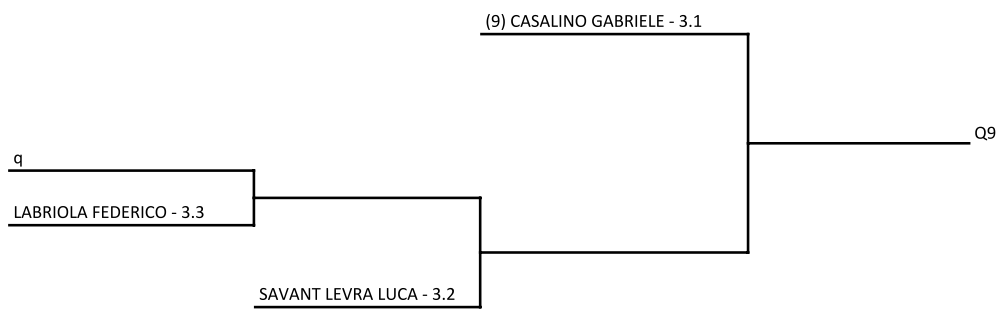 (9) CASALINO GABRIELE - 3.1
Q9
q
LABRIOLA FEDERICO - 3.3
SAVANT LEVRA LUCA - 3.2